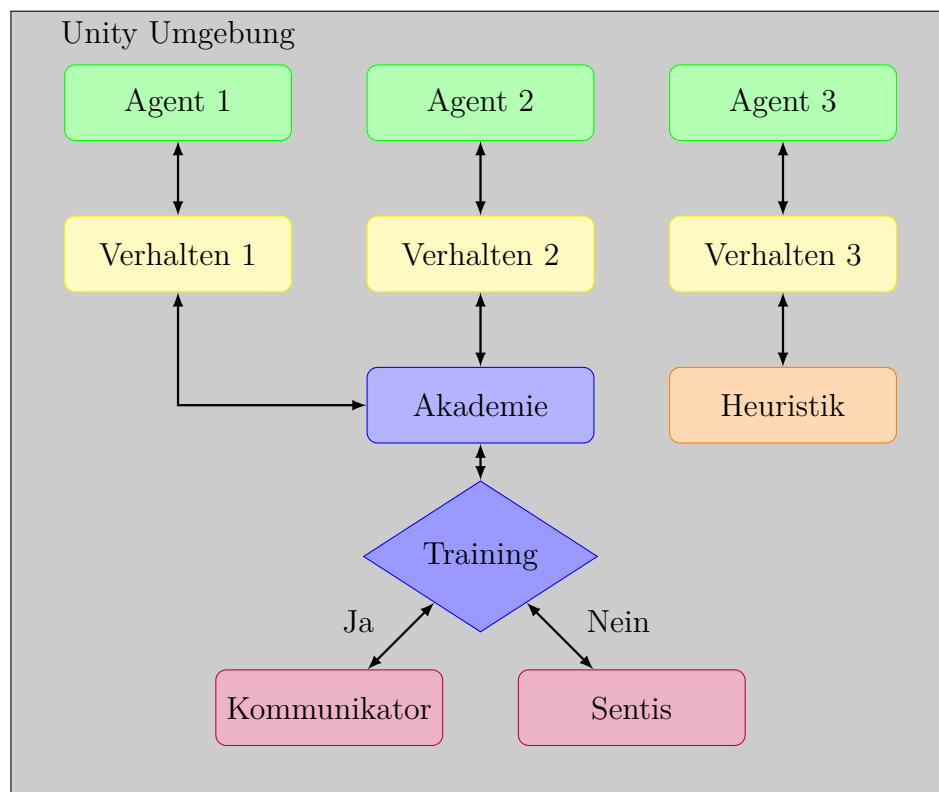 Unity Umgebung
Agent 1
Agent 2
Agent 3
Verhalten 1
Verhalten 2
Verhalten 3
Akademie
Heuristik
Training
Ja
Nein
Kommunikator
Sentis